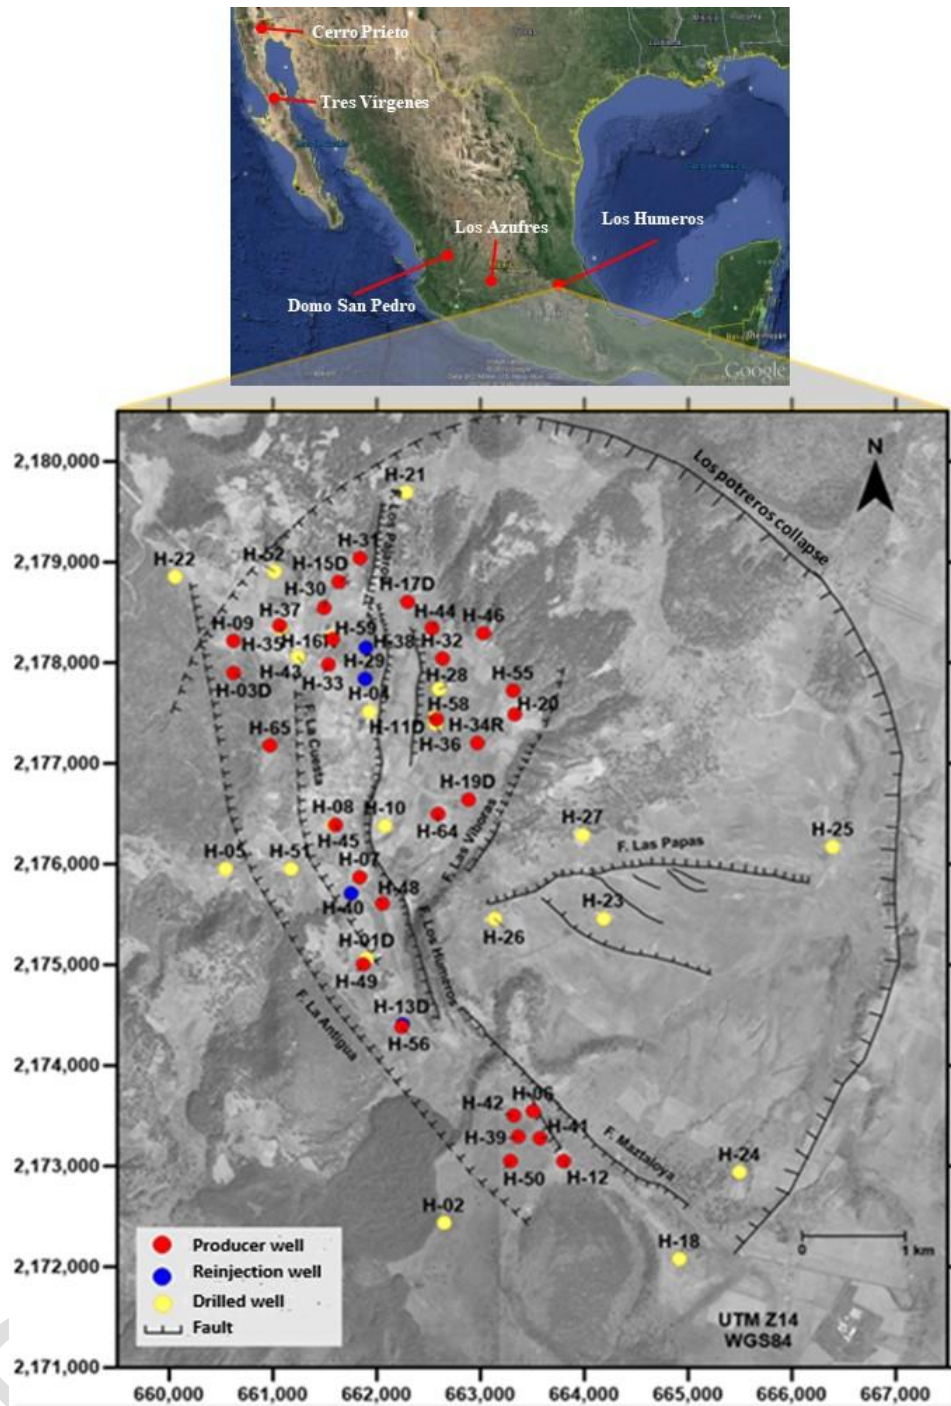 Cerro Prieto
Tres Vírgenes
Los Azufres
Los Humeros
Domo San Pedro
Google
2,180,000
2,179,000
2,178,000
2,177,000
2,176,000
2,175,000
2,174,000
2,173,000
2,172,000
2,171,000
N
Los potreros collapse
H-21
H-31
H-22
H-52
H-15D
H-17D
H-30
H-37
H-44
H-46
H-09
H-59
H-35
H-16
H-38
H-32
H-29
H-43
H-33
H-28
H-55
H-03D
H-04
H-58
H-20
H-65
F. La Cuesta
H-11D
H-34R
H-36
H-19D
H-08
H-10
H-64
H-27
H-25
H-45
F. Las Viboras
F. Las Papas
H-05
H-51
H-07
H-48
H-40
H-23
H-26
H-01D
F. Los Humeros
H-49
H-13D
F. La Antigua
H-56
H-06
H-42
H-41
H-39
F. Maztaloya
H-24
H-50
H-12
H-02
H-18
Producer well
Reinjection well
Drilled well
Fault
0
1 km
UTM Z14
WGS84
660,000
661,000
662,000
663,000
664,000
665,000
666,000
667,000